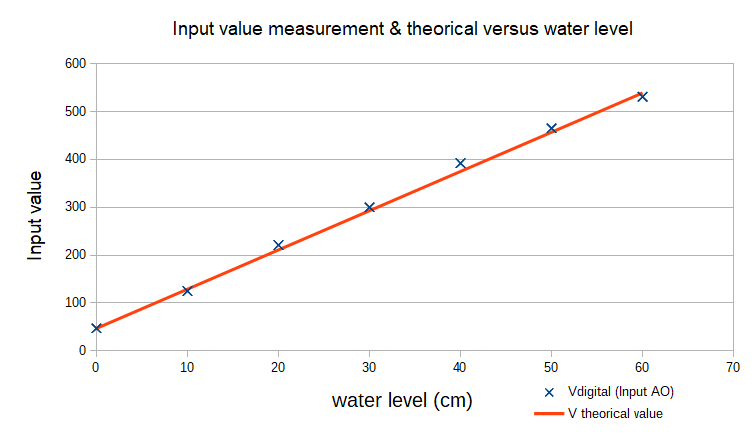 Input value measurement & theorical versus water level
600
500
400
300
200
100
0
Input value
0 10 20 30 40 50 60 70
water level (cm)
Vdigital (Input AO)
V theorical value